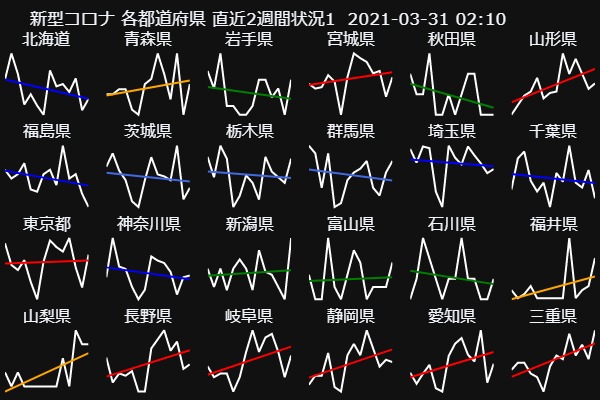 新型コロナ 各都道府県 直近2週間状況1 2021-03-31 02:10
北海道 青森県 岩手県 宮城県 秋田県 山形県
福島県 茨城県 栃木県 群馬県 埼玉県 千葉県
東京都 神奈川県 新潟県 富山県 石川県 福井県
山梨県 長野県 岐阜県 静岡県 愛知県 三重県